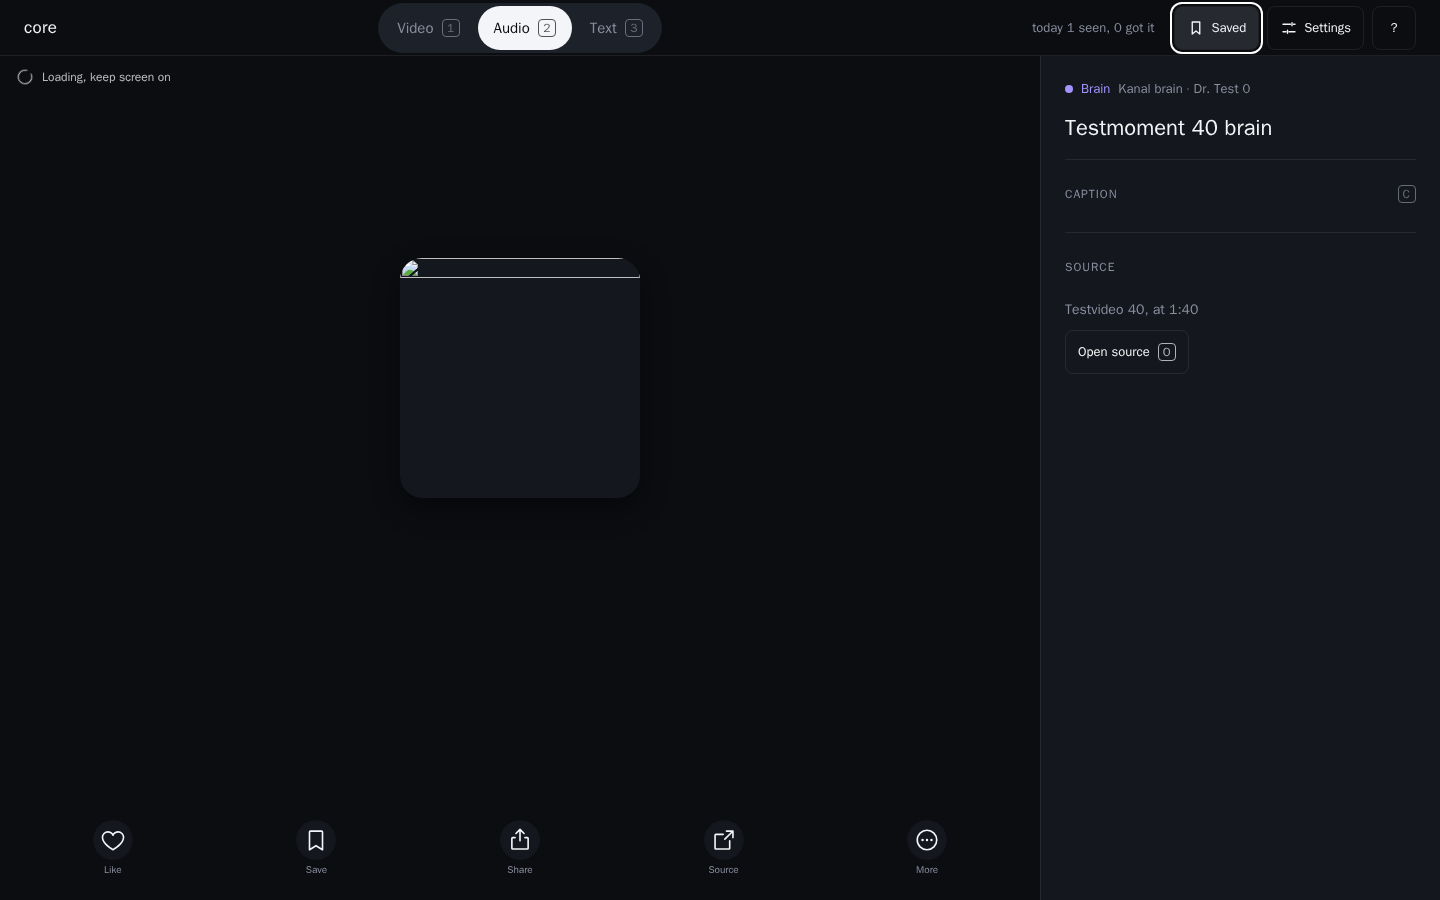 core
Video 1
Audio 2
Text 3
today 1 seen, 0 got it
Saved
Settings
?
Loading, keep screen on
Brain Kanal brain · Dr. Test 0
Testmoment 40 brain
CAPTION C
SOURCE
Testvideo 40, at 1:40
Open source O
Like
Save
Share
Source
More